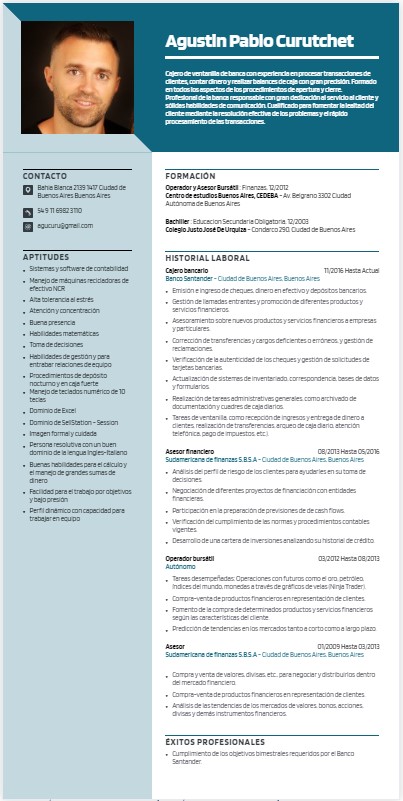 Agustin Pablo Curutchet
Cajero de ventanilla de banca con experiencia en procesar transacciones de
clientes, contar dinero y realizar balances de caja con gran precisión. Formado
en todos los aspectos de los procedimientos de apertura y cierre.
Profesional de la banca responsable con gran dedicación al servicio al cliente y
sólidas habilidades de comunicación. Cualificado para fomentar la lealtad del
cliente mediante la resolución efectiva de los problemas y el rápido
procesamiento de las transacciones.
CONTACTO
Bahia Blanca 2139 1417 Ciudad de
Buenos Aires Buenos Aires
54 9 11 6982 3110
agucuru@gmail.com
APTITUDES
Sistemas y software de contabilidad
Manejo de máquinas recicladoras de
efectivo NCR
Alta tolerancia al estrés
Atención y concentración
Buena presencia
Habilidades matemáticas
Toma de decisiones
Habilidades de gestión y para
entrabar relaciones de equipo
Procedimientos de depósito
nocturno y en caja fuerte
Manejo de teclados numérico de 10
teclas
Dominio de Excel
Dominio de SellStation - Session
Imagen formal y cuidada
Persona resolutiva con un buen
dominio de la lengua Ingles-Italiano
Buenas habilidades para el cálculo y
el manejo de grandes sumas de
dinero
Facilidad para el trabajo por objetivos
y bajo presión
Perfil dinámico con capacidad para
trabajar en equipo
FORMACIÓN
Operador y Asesor Bursátil : Finanzas, 12/2012
Centro de estudios Buenos Aires, CEDEBA - Av. Belgrano 3302 Ciudad
Autónoma de Buenos Aires
Bachiller : Educacion Secundaria Obligatoria, 12/2003
Colegio Justo José De Urquiza - Condarco 290, Ciudad de Buenos Aires
HISTORIAL LABORAL
Cajero bancario 11/2016 Hasta Actual
Banco Santander - Ciudad de Buenos Aires, Buenos Aires
Emisión e ingreso de cheques, dinero en efectivo y depósitos bancarios.
Gestión de llamadas entrantes y promoción de diferentes productos y
servicios financieros.
Asesoramiento sobre nuevos productos y servicios financieros a empresas
y particulares.
Corrección de transferencias y cargos deficientes o erróneos, y gestión de
reclamaciones.
Verificación de la autenticidad de los cheques y gestión de solicitudes de
tarjetas bancarias.
Actualización de sistemas de inventario, correspondencia, bases de datos
y formularios.
Realización de tareas administrativas generales, como archivado de
documentación y cuadres de caja diarios.
Tareas de ventanilla, como recepción de ingresos y entrega de dinero a
clientes, realización de transferencias, arqueo de caja diario, atención
telefónica, pago de impuestos, etc.).
Asesor financiero 08/2013 Hasta 05/2016
Sudamericana de finanzas S.B.S.A - Ciudad de Buenos Aires, Buenos Aires
Análisis del perfil de riesgo de los clientes para ayudarles en su toma de
decisiones.
Negociación de diferentes proyectos de financiación con entidades
financieras.
Participación en la preparación de previsiones de de cash flows.
Verificación del cumplimiento de las normas y procedimientos contables
vigentes.
Desarrollo de una cartera de inversiones analizando su historial de crédito.
Operador bursátil 03/2012 Hasta 08/2013
Autónomo
Tareas desempeñadas: Operaciones con futuros como el oro, petróleo,
índices del mundo, monedas a través de gráficos de velas (Ninja Trader).
Compra-venta de productos financieros en representación de clientes.
Fomento de la compra de determinados productos y servicios financieros
según las características del cliente.
Predicción de tendencias en los mercados tanto a corto como a largo plazo.
Asesor 01/2009 Hasta 03/2013
Sudamericana de finanzas S.B.S.A - Ciudad de Buenos Aires, Buenos Aires
Compra y venta de valores, divisas, etc., para negociar y distribuirlos dentro
del mercado financiero.
Compra-venta de productos financieros en representación de clientes.
Análisis de las tendencias de los mercados de valores, bonos, acciones,
divisas y demás instrumentos financieros.
ÉXITOS PROFESIONALES
Cumplimiento de los objetivos bimestrales requeridos por el Banco
Santander